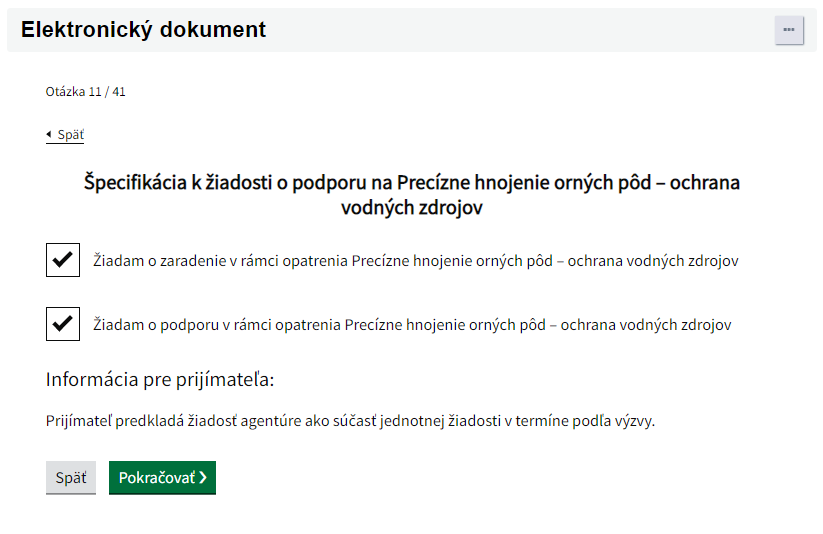 Elektronický dokument
Otázka 11 / 41
Späť
Špecifikácia k žiadosti o podporu na Precízne hnojenie orných pôd – ochrana
vodných zdrojov
Žiadam o zaradenie v rámci opatrenia Precízne hnojenie orných pôd – ochrana vodných zdrojov
Žiadam o podporu v rámci opatrenia Precízne hnojenie orných pôd – ochrana vodných zdrojov
Informácia pre prijímateľa:
Prijímateľ predkladá žiadosť agentúre ako súčasť jednotnej žiadosti v termíne podľa výzvy.
Späť
Pokračovať